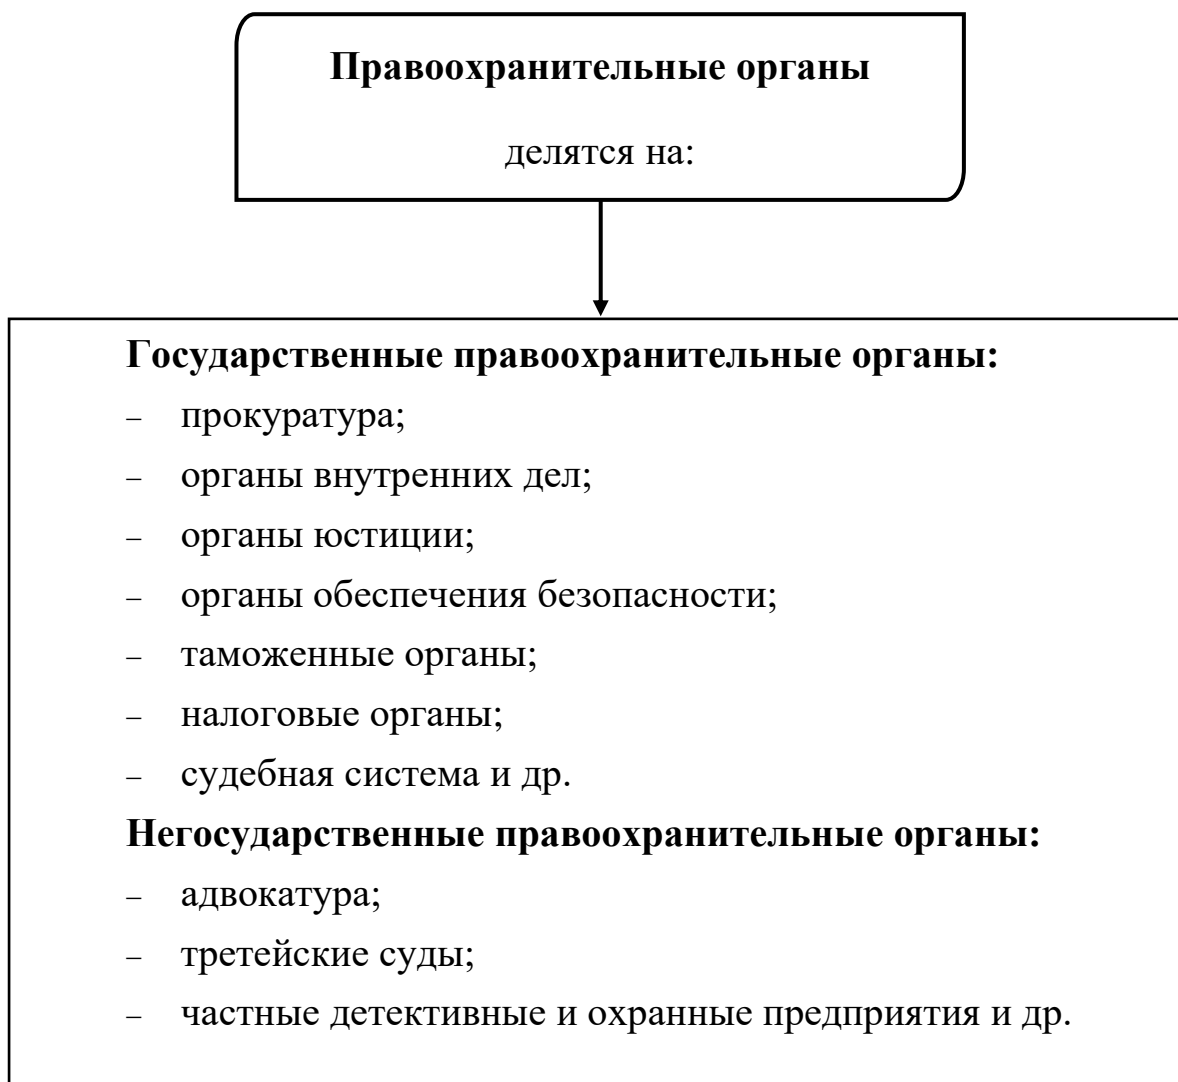 Правоохранительные органы
делятся на:
Государственные правоохранительные органы:
– прокуратура;
– органы внутренних дел;
– органы юстиции;
– органы обеспечения безопасности;
– таможенные органы;
– налоговые органы;
– судебная система и др.
Негосударственные правоохранительные органы:
– адвокатура;
– третейские суды;
– частные детективные и охранные предприятия и др.